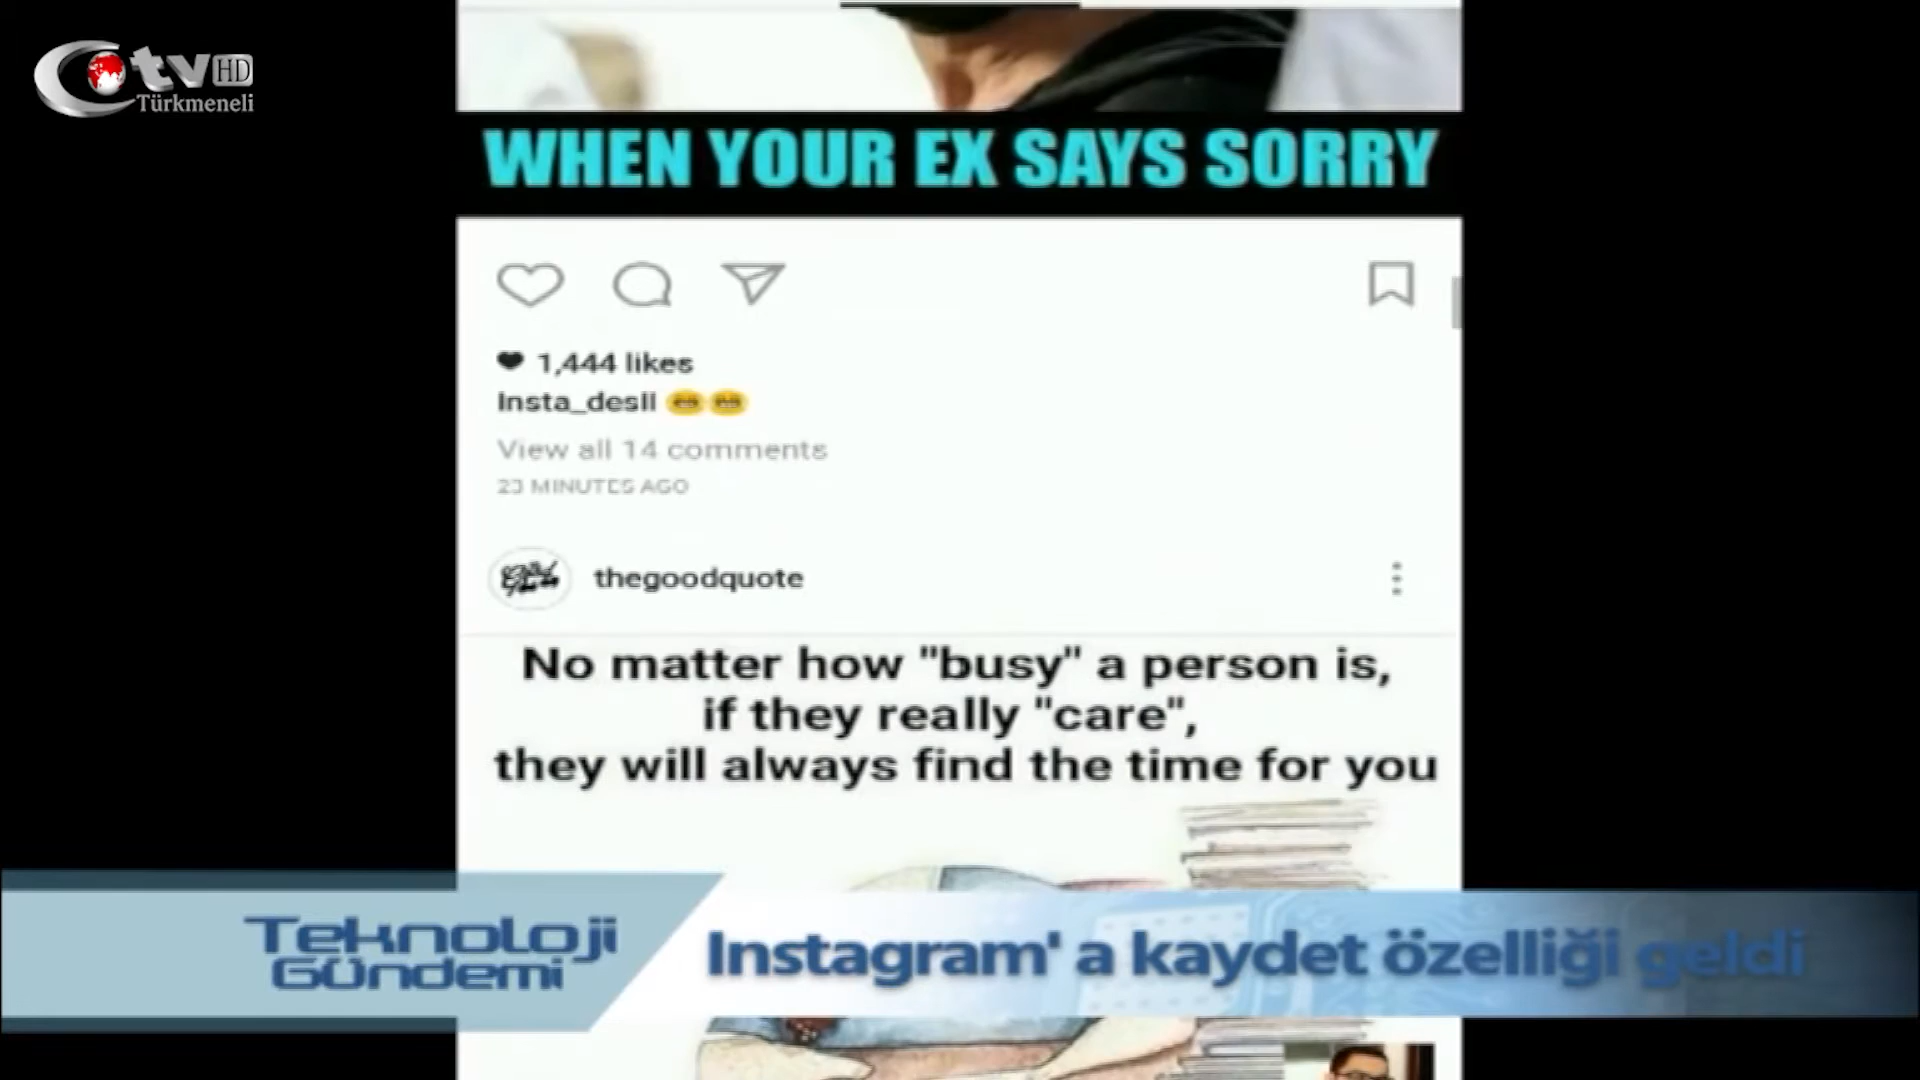 tv HD
Türkmeneli
WHEN YOUR EX SAYS SORRY
1,444 likes
Insta_desii
View all 14 comments
23 MINUTES AGO
thegoodquote
No matter how "busy" a person is,
if they really "care",
they will always find the time for you
Teknoloji
Gündemi
Instagram' a kaydet özelliği geldi